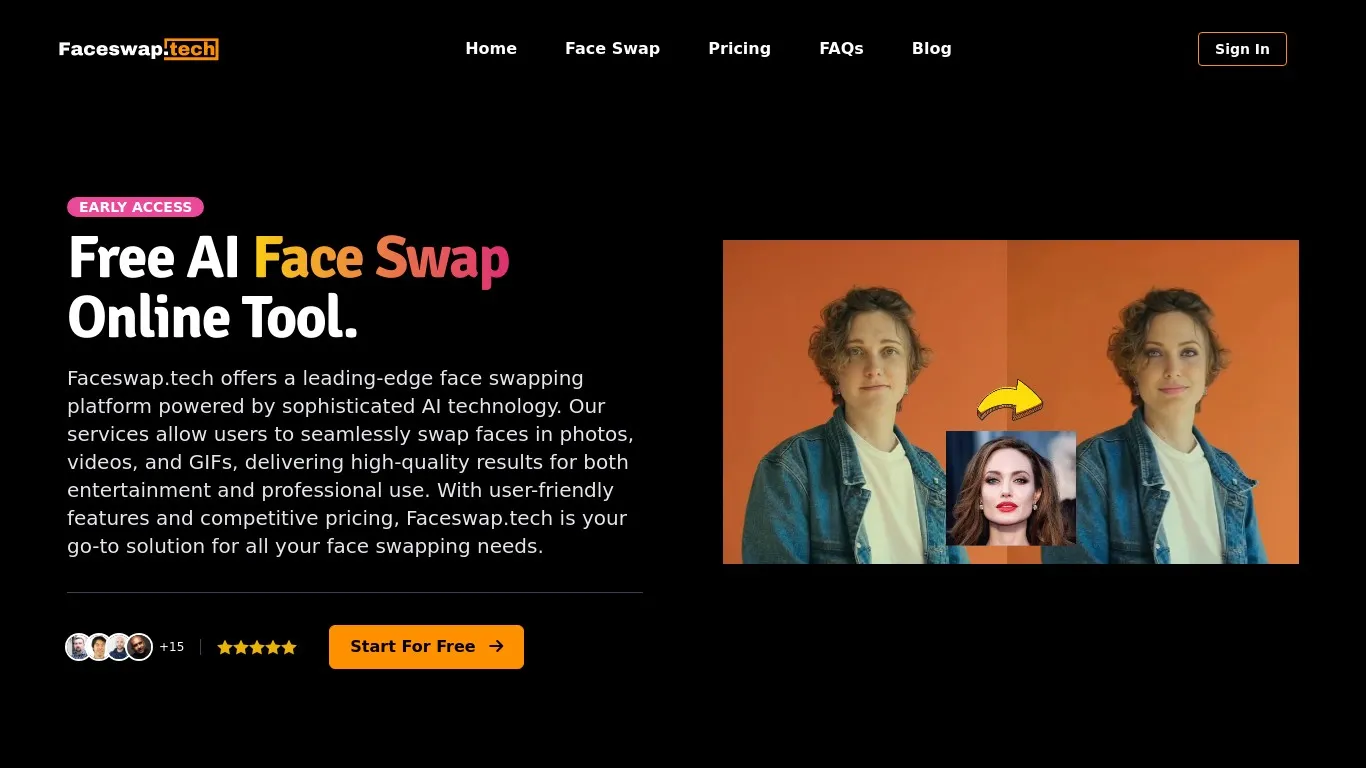 Faceswap.tech
Home
Face Swap
Pricing
FAQs
Blog
Sign In
EARLY ACCESS
Free AI Face Swap
Online Tool.
Faceswap.tech offers a leading-edge face swapping
platform powered by sophisticated AI technology. Our
services allow users to seamlessly swap faces in photos,
videos, and GIFs, delivering high-quality results for both
entertainment and professional use. With user-friendly
features and competitive pricing, Faceswap.tech is your
go-to solution for all your face swapping needs.
+15
Start For Free